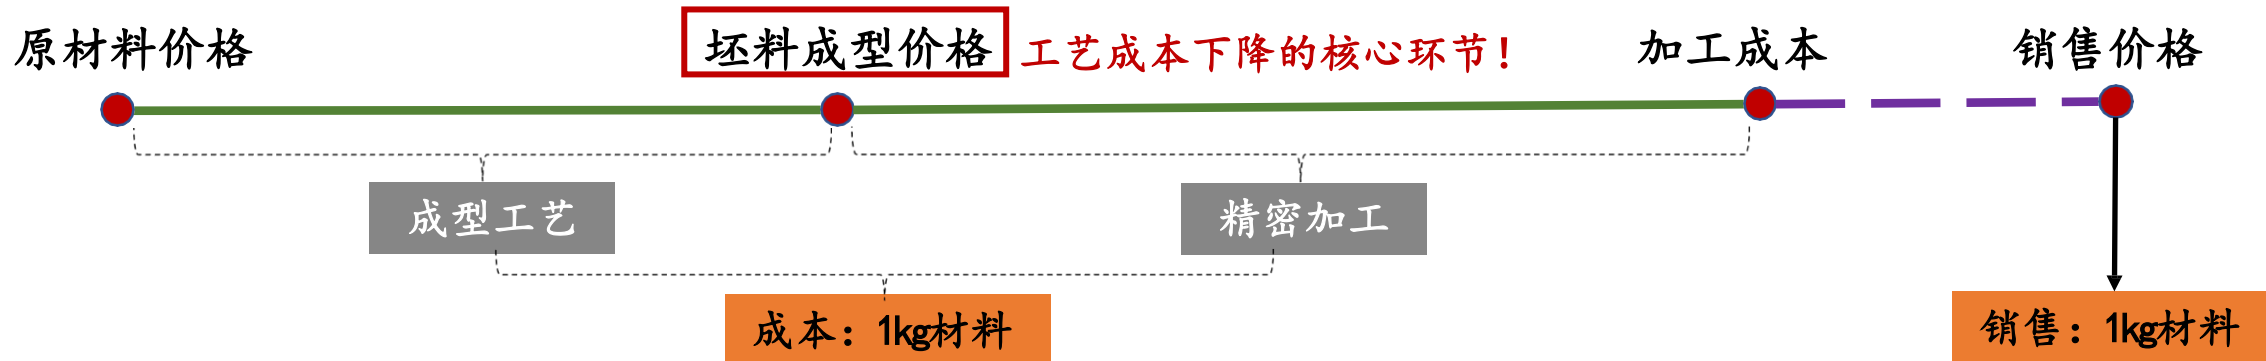 原材料价格
坯料成型价格
工艺成本下降的核心环节！
加工成本
销售价格
成型工艺
精密加工
成本：1kg材料
销售：1kg材料